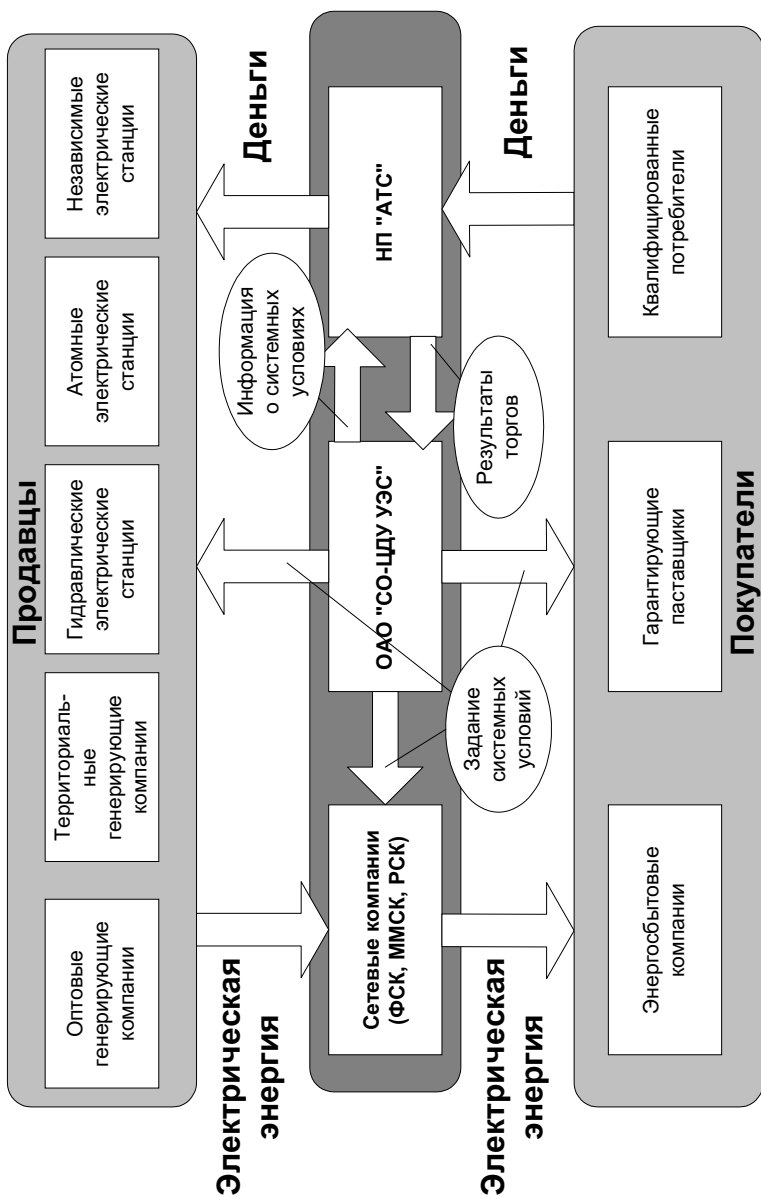 Продавцы
Оптовые
генерирующие
компании
Территориаль-
ные
генерирующие
компании
Гидравлические
электрические
станции
Атомные
электрические
станции
Независимые
электрические
станции
Электрическая
энергия
Деньги
Информация
о системных
условиях
Сетевые компании
(ФСК, ММСК, РСК)
ОАО "СО-ЦДУ УЭС"
НП "АТС"
Задание
системных
условий
Результаты
торгов
Электрическая
энергия
Деньги
Энергосбытовые
компании
Гарантирующие
паставщики
Квалифицированные
потребители
Покупатели